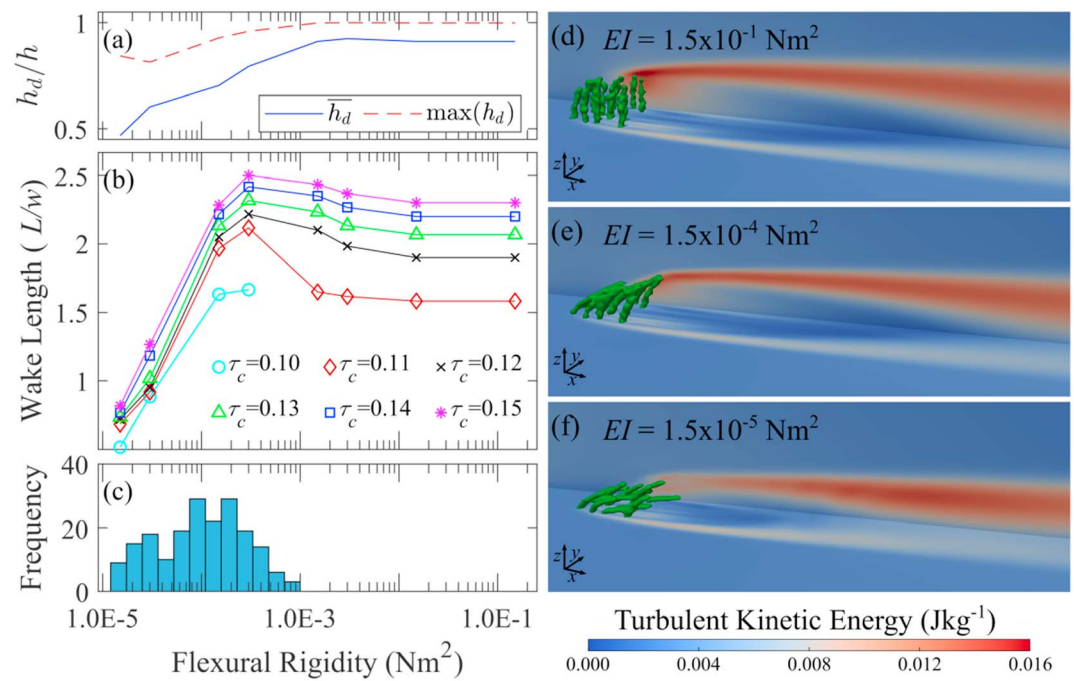 (a)
1
0.5
h_d/h
h̅_d̅ max(h_d)
(b)
2.5
2
1.5
1
Wake Length ( L/w)
τ_c=0.10 τ_c=0.11 τ_c=0.12
τ_c=0.13 τ_c=0.14 τ_c=0.15
(c)
40
20
0
Frequency
1.0E-5 1.0E-3 1.0E-1
Flexural Rigidity (Nm²)
(d) EI = 1.5x10⁻¹ Nm²
z y
x
(e) EI = 1.5x10⁻⁴ Nm²
z y
x
(f) EI = 1.5x10⁻⁵ Nm²
z y
x
Turbulent Kinetic Energy (Jkg⁻¹)
0.000 0.004 0.008 0.012 0.016